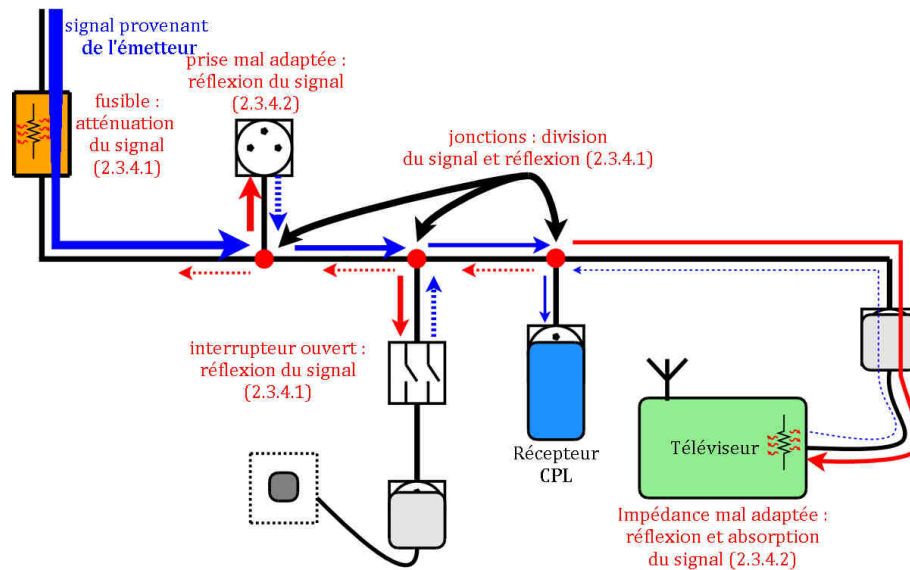 signal provenant
de l'émetteur
prise mal adaptée :
réflexion du signal
(2.3.4.2)
fusible :
atténuation
du signal
(2.3.4.1)
jonctions : division
du signal et réflexion (2.3.4.1)
interrupteur ouvert :
réflexion du signal
(2.3.4.1)
Récepteur
CPL
Téléviseur
Impédance mal adaptée :
réflexion et absorption
du signal (2.3.4.2)